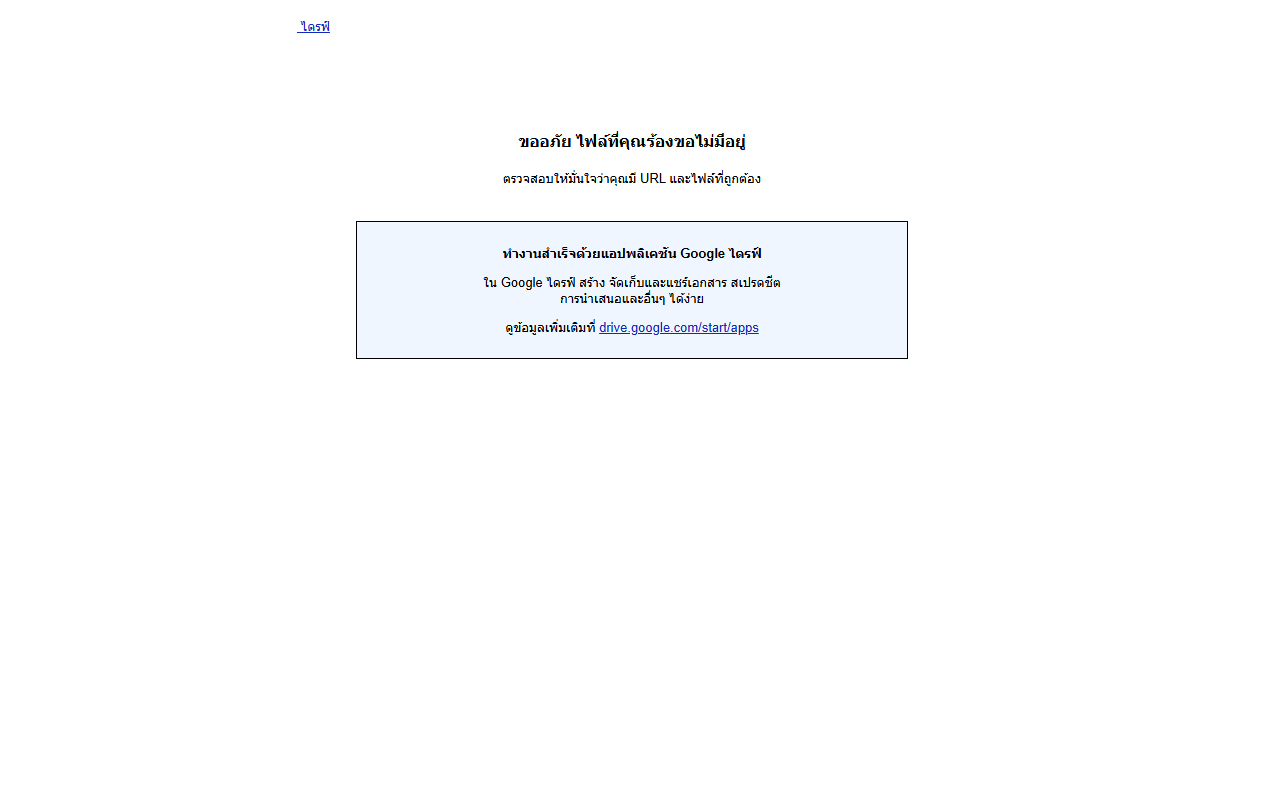 ไดรฟ์
ขออภัย ไฟล์ที่คุณร้องขอไม่มีอยู่
ตรวจสอบให้มั่นใจว่าคุณมี URL และไฟล์ที่ถูกต้อง
ทำงานสำเร็จด้วยแอปพลิเคชัน Google ไดรฟ์
ใน Google ไดรฟ์ สร้าง จัดเก็บและแชร์เอกสาร สเปรดชีต
การนำเสนอและอื่นๆ ได้ง่าย
ดูข้อมูลเพิ่มเติมที่ drive.google.com/start/apps